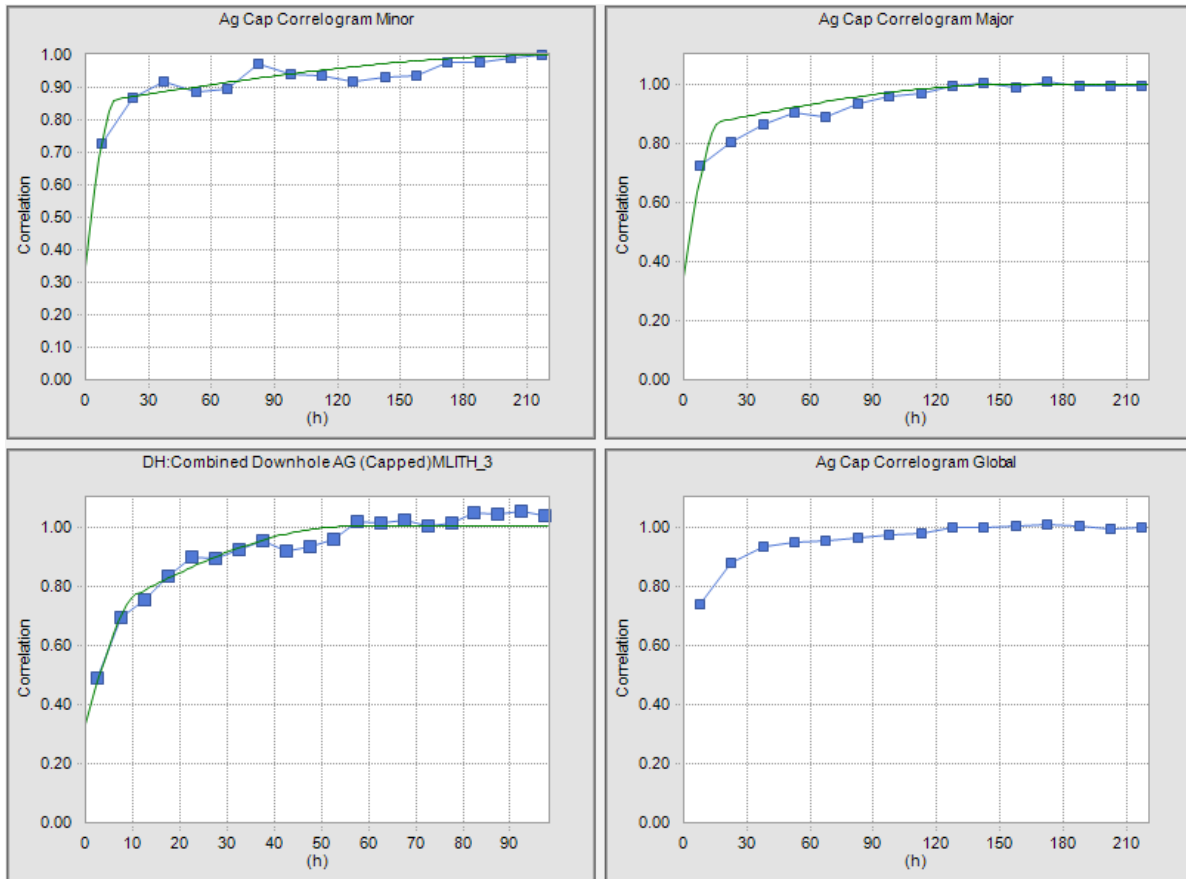 Ag Cap Correlogram Minor
Correlation
1.00
0.90
0.80
0.70
0.60
0.50
0.40
0.30
0.20
0.10
0.00
0 30 60 90 120 150 180 210
(h)
Ag Cap Correlogram Major
Correlation
1.00
0.80
0.60
0.40
0.20
0.00
0 30 60 90 120 150 180 210
(h)
DH:Combined Downhole AG (Capped)MLITH_3
Correlation
1.00
0.80
0.60
0.40
0.20
0.00
0 10 20 30 40 50 60 70 80 90
(h)
Ag Cap Correlogram Global
Correlation
1.00
0.80
0.60
0.40
0.20
0.00
0 30 60 90 120 150 180 210
(h)